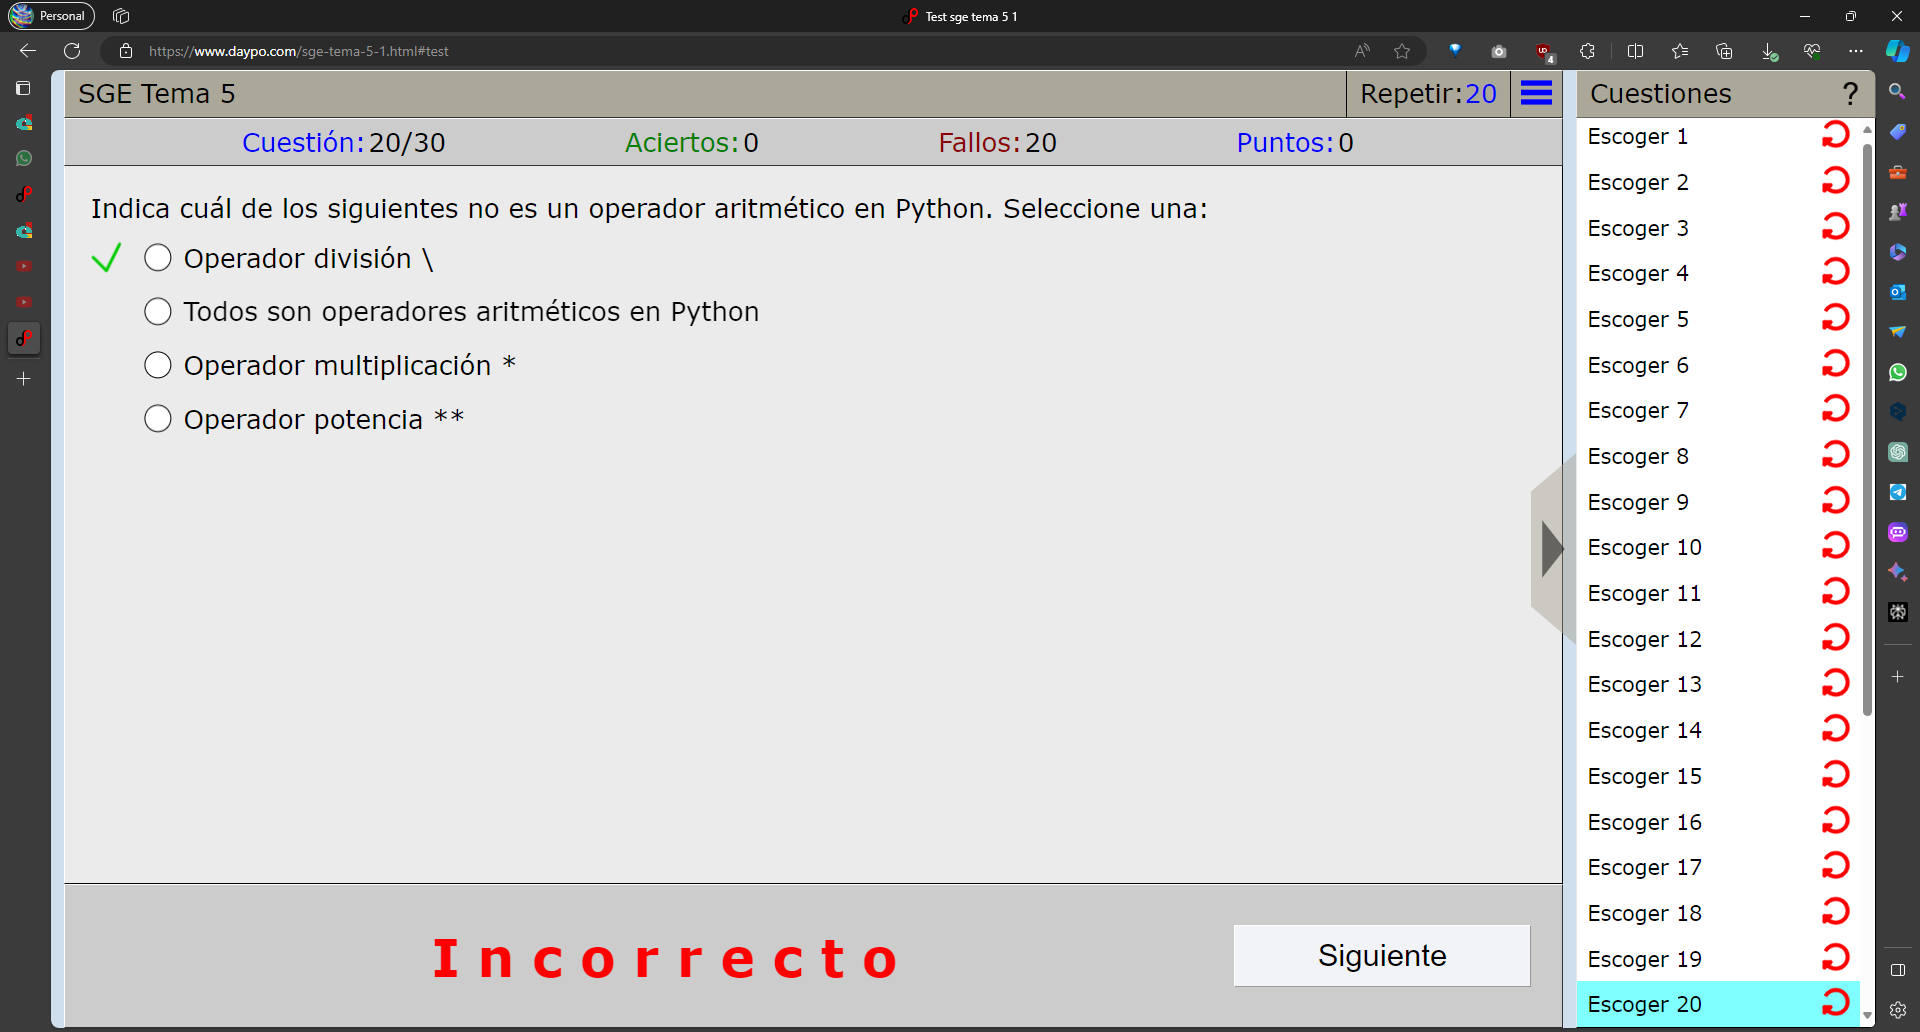 Personal
Test sge tema 5 1
https://www.daypo.com/sge-tema-5-1.html#test
SGE Tema 5
Repetir:20
Cuestión:20/30
Aciertos:0
Fallos:20
Puntos:0
Indica cuál de los siguientes no es un operador aritmético en Python. Seleccione una:
Operador división \
Todos son operadores aritméticos en Python
Operador multiplicación *
Operador potencia **
Incorrecto
Siguiente
Cuestiones ?
Escoger 1
Escoger 2
Escoger 3
Escoger 4
Escoger 5
Escoger 6
Escoger 7
Escoger 8
Escoger 9
Escoger 10
Escoger 11
Escoger 12
Escoger 13
Escoger 14
Escoger 15
Escoger 16
Escoger 17
Escoger 18
Escoger 19
Escoger 20
4